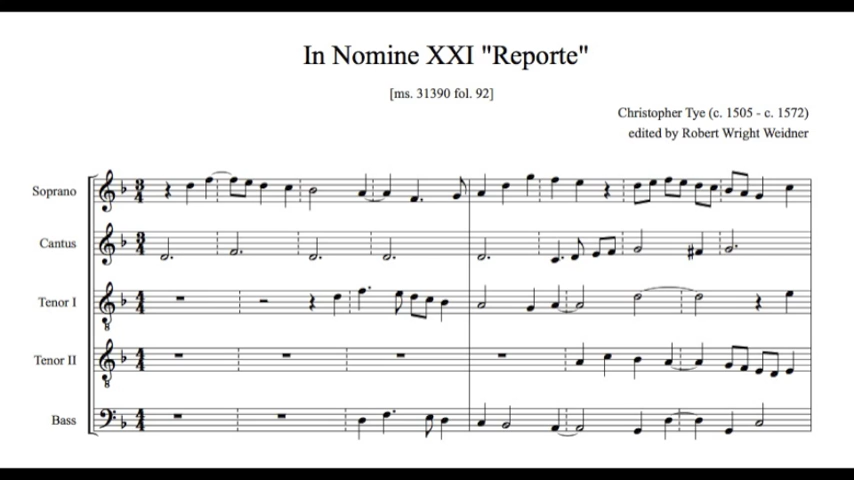 In Nomine XXI "Reporte"
[ms. 31390 fol. 92]
Christopher Tye (c. 1505 - c. 1572)
edited by Robert Wright Weidner
Soprano
Cantus
Tenor I
Tenor II
Bass